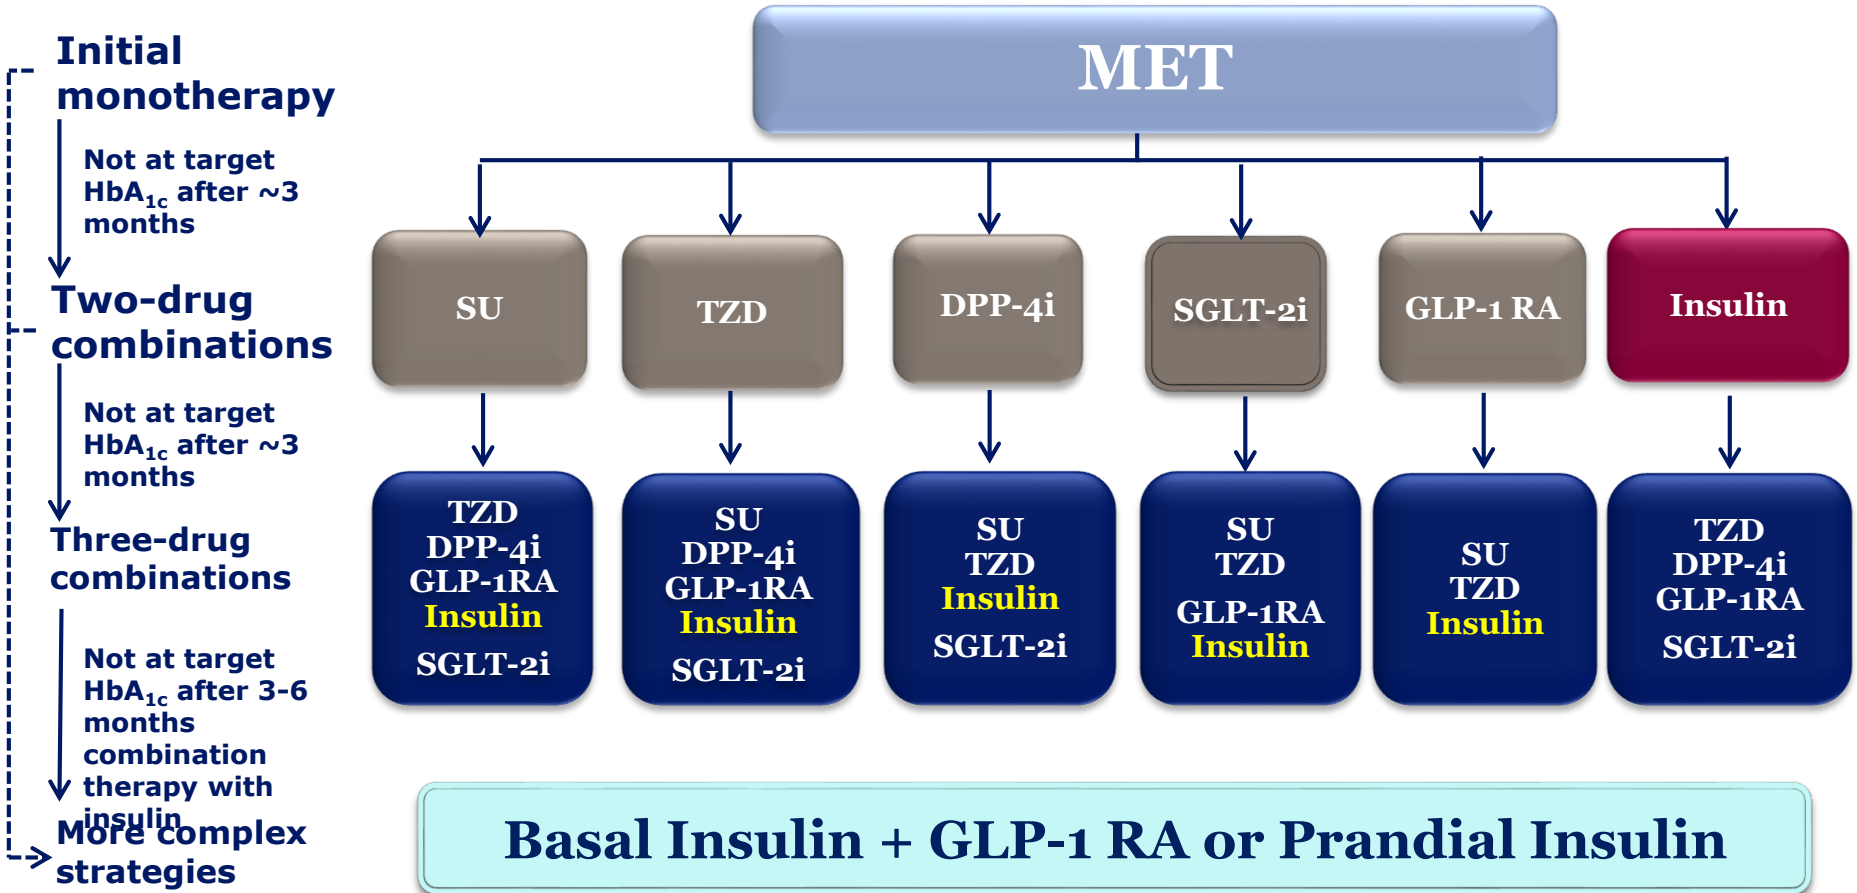 Initial
monotherapy
Not at target
HbA1c after ~3
months
Two-drug
combinations
Not at target
HbA1c after ~3
months
Three-drug
combinations
Not at target
HbA1c after 3-6
months
combination
therapy with
insulin
More complex
strategies
MET
SU
TZD
DPP-4i
SGLT-2i
GLP-1 RA
Insulin
TZD
DPP-4i
GLP-1RA
Insulin
SGLT-2i
SU
DPP-4i
GLP-1RA
Insulin
SGLT-2i
SU
TZD
Insulin
SGLT-2i
SU
TZD
GLP-1RA
Insulin
SU
TZD
Insulin
TZD
DPP-4i
GLP-1RA
SGLT-2i
Basal Insulin + GLP-1 RA or Prandial Insulin